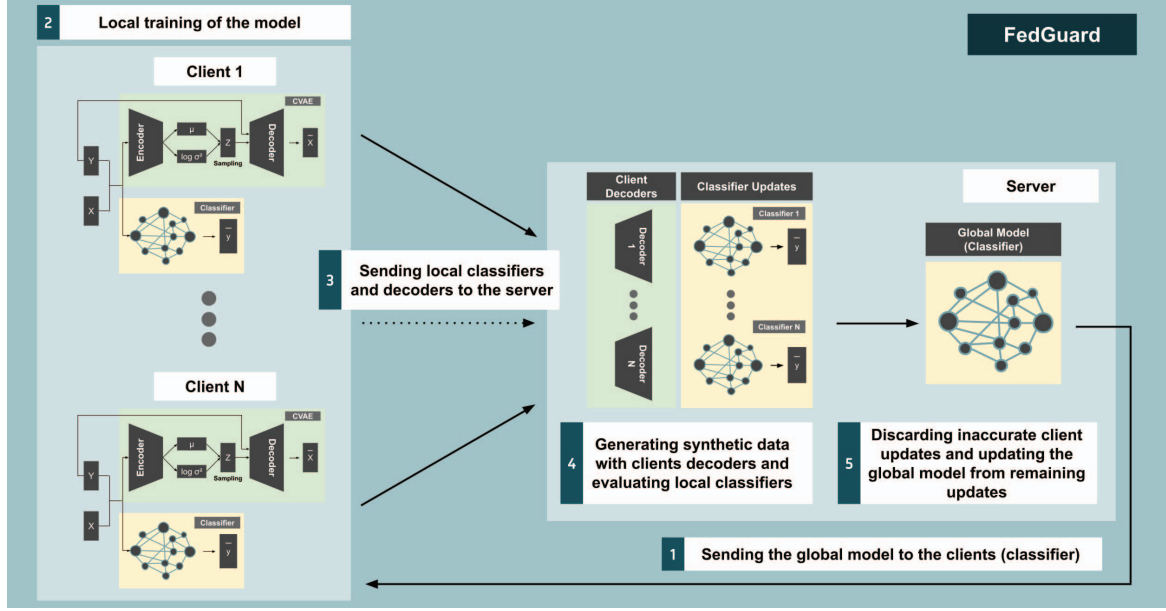 2
Local training of the model
FedGuard
Client 1
CVAE
Encoder
μ
log σ²
Z
Sampling
Decoder
X̄
Y
X
Classifier
ȳ
3
Sending local classifiers
and decoders to the server
Client N
CVAE
Encoder
μ
log σ²
Z
Sampling
Decoder
X̄
Y
X
Classifier
ȳ
Client
Decoders
Classifier Updates
Server
Decoder
1
Classifier 1
ȳ
Decoder
N
Classifier N
ȳ
Global Model
(Classifier)
4
Generating synthetic data
with clients decoders and
evaluating local classifiers
5
Discarding inaccurate client
updates and updating the
global model from remaining
updates
1
Sending the global model to the clients (classifier)